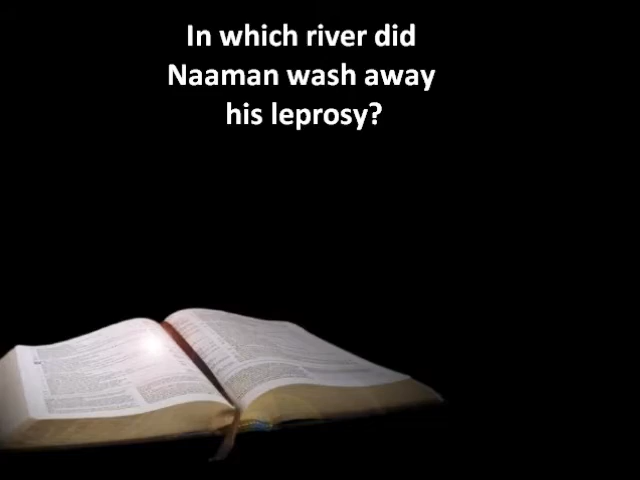 In which river did
Naaman wash away
his leprosy?